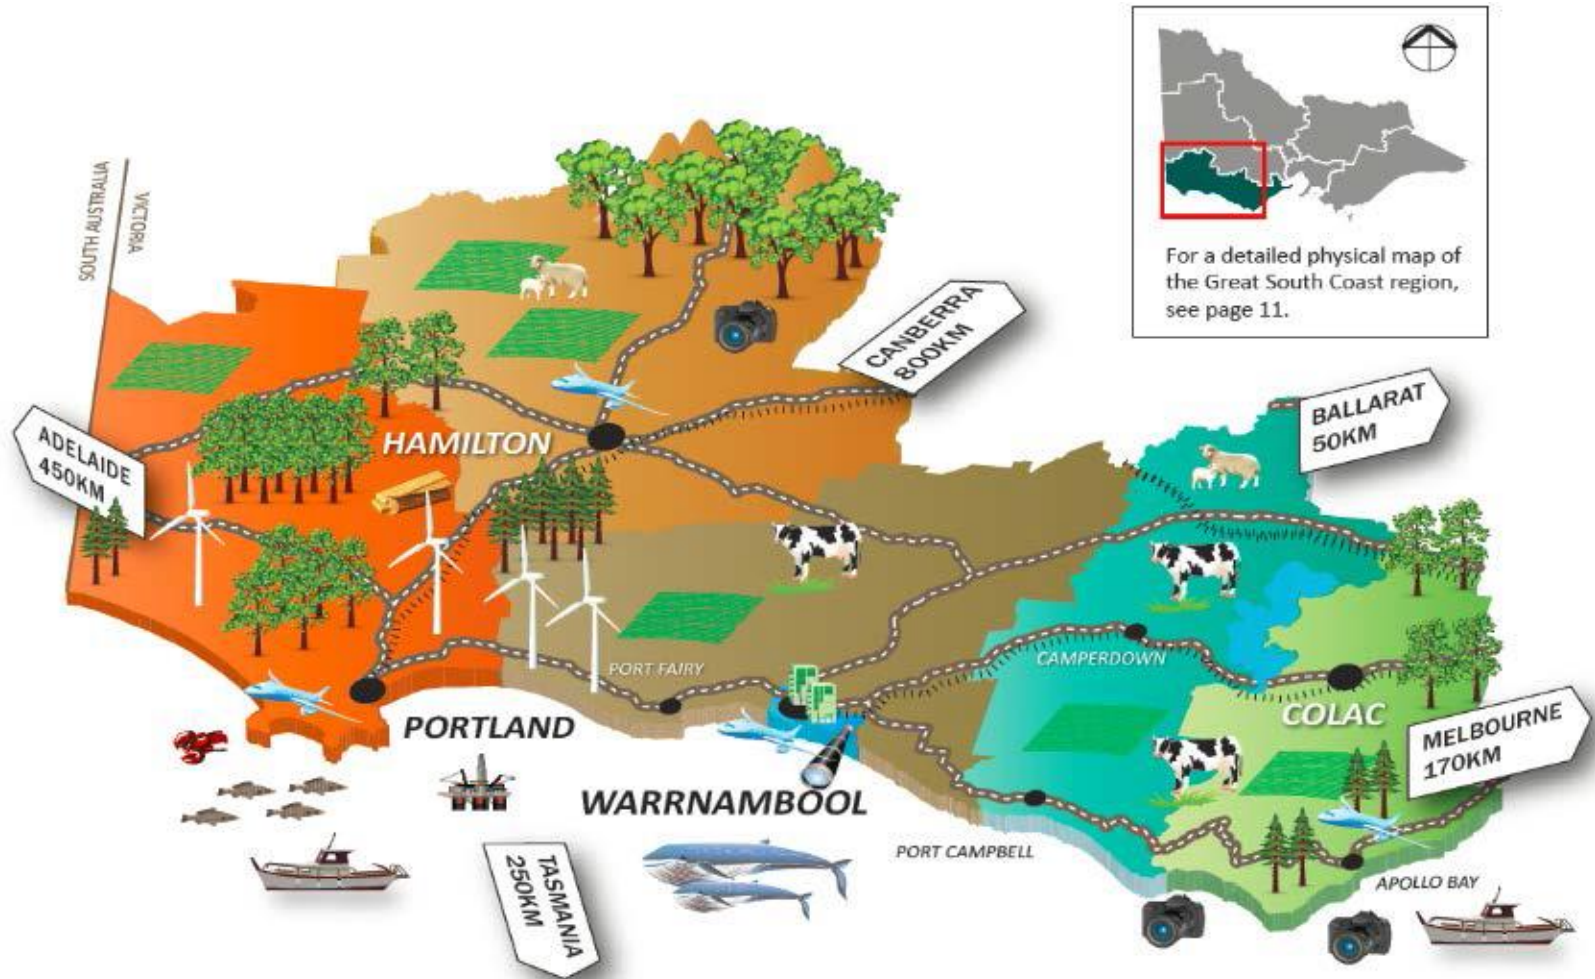 For a detailed physical map of
the Great South Coast region,
see page 11.
SOUTH AUSTRALIA
VICTORIA
CANBERRA
800KM
BALLARAT
50KM
ADELAIDE
450KM
HAMILTON
PORT FAIRY
CAMPERDOWN
COLAC
MELBOURNE
170KM
PORTLAND
WARRNAMBOOL
PORT CAMPBELL
TASMANIA
250KM
APOLLO BAY